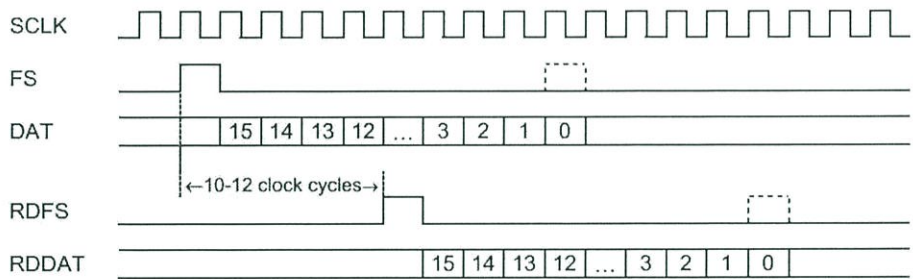 SCLK
FS
DAT 15 14 13 12 ... 3 2 1 0
←10-12 clock cycles→
RDFS
RDDAT 15 14 13 12 ... 3 2 1 0